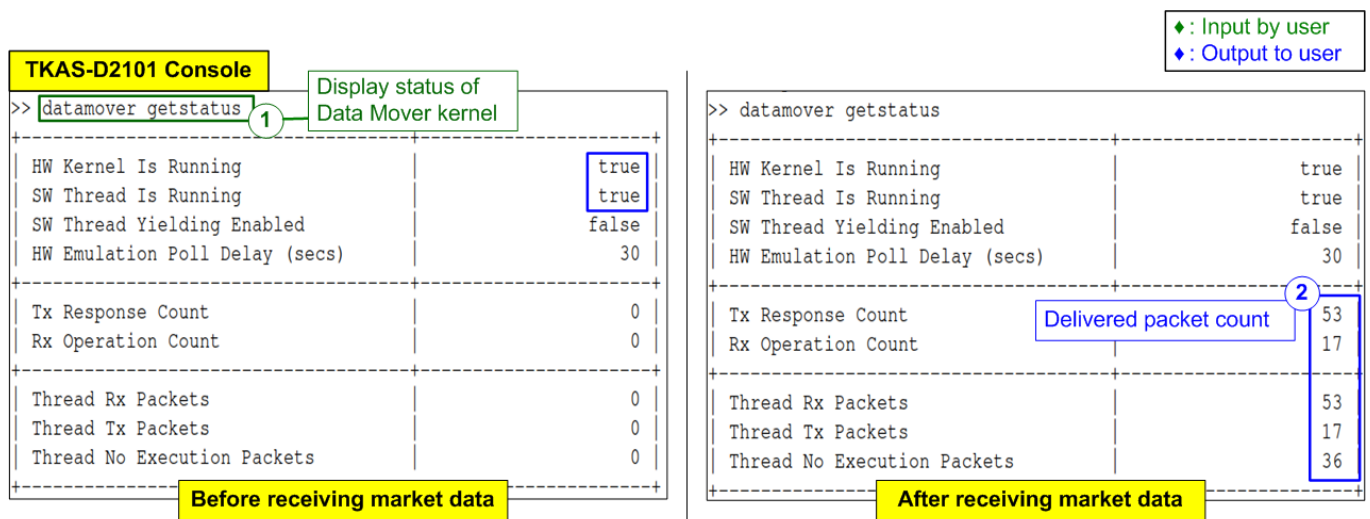 ♦ : Input by user
♦ : Output to user
TKAS-D2101 Console
Display status of
Data Mover kernel
>> datamover getstatus
1
HW Kernel Is Running true
SW Thread Is Running true
SW Thread Yielding Enabled false
HW Emulation Poll Delay (secs) 30
Tx Response Count 0
Rx Operation Count 0
Thread Rx Packets 0
Thread Tx Packets 0
Thread No Execution Packets 0
Before receiving market data
>> datamover getstatus
HW Kernel Is Running true
SW Thread Is Running true
SW Thread Yielding Enabled false
HW Emulation Poll Delay (secs) 30
2
Delivered packet count
Tx Response Count 53
Rx Operation Count 17
Thread Rx Packets 53
Thread Tx Packets 17
Thread No Execution Packets 36
After receiving market data